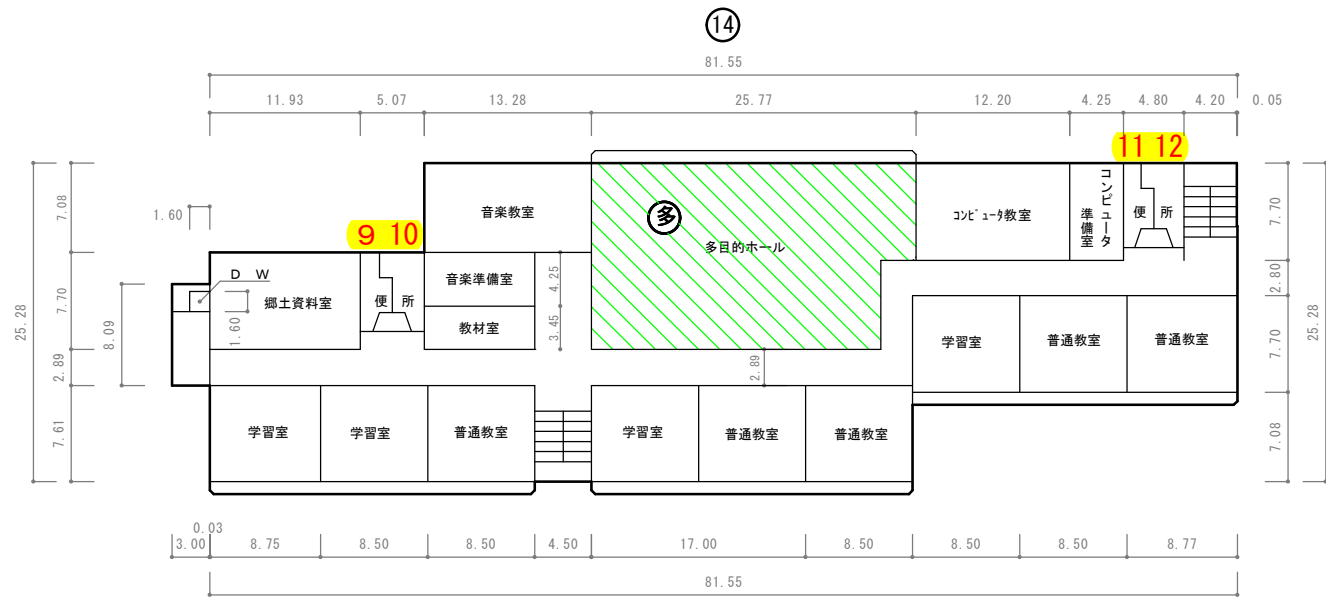 14
81.55
11.93 5.07 13.28 25.77 12.20 4.25 4.80 4.20 0.05
11 12
9 10
1.60
7.08
7.70
2.89
7.61
25.28
8.09
音楽教室
多
多目的ホール
コンピュータ教室
コンピュータ
準備室
便 所
7.70
2.80
7.70
7.08
25.28
D W
郷土資料室
1.60
便 所
音楽準備室
教材室
4.25
3.45
2.89
学習室
普通教室
普通教室
学習室
学習室
普通教室
学習室
普通教室
普通教室
0.03
3.00 8.75 8.50 8.50 4.50 17.00 8.50 8.50 8.50 8.77
81.55